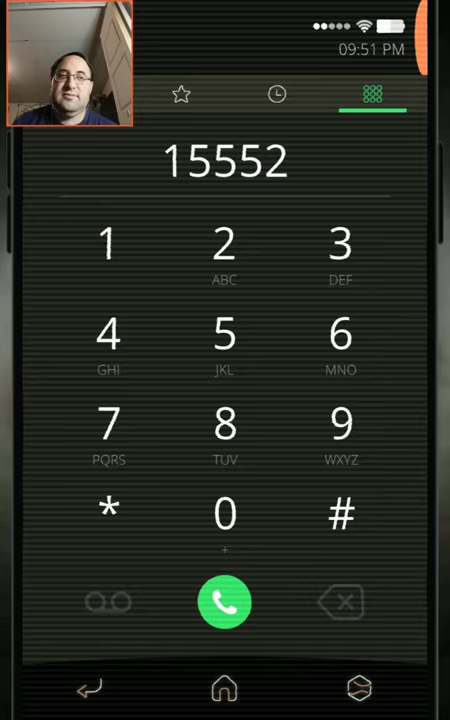 09:51 PM
15552
1 2 3
ABC DEF
4 5 6
GHI JKL MNO
7 8 9
PQRS TUV WXYZ
* 0 #
+